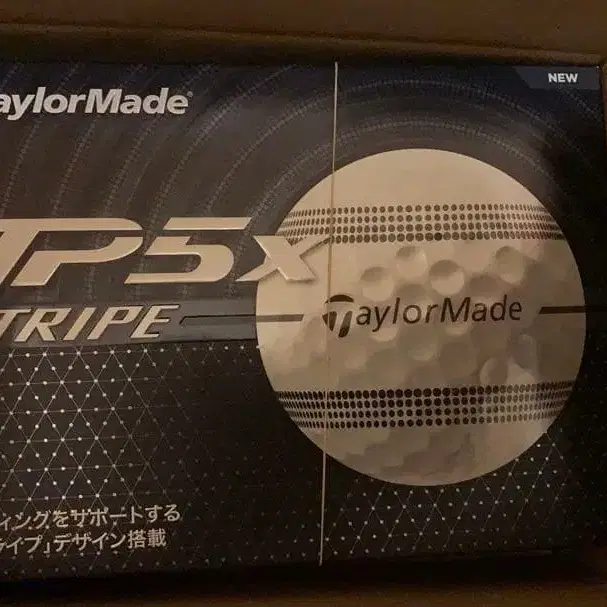 NEW
aylorMade
TP5x
TRIPE
TaylorMade
ィングをサポートする
ライプ」デザイン搭載